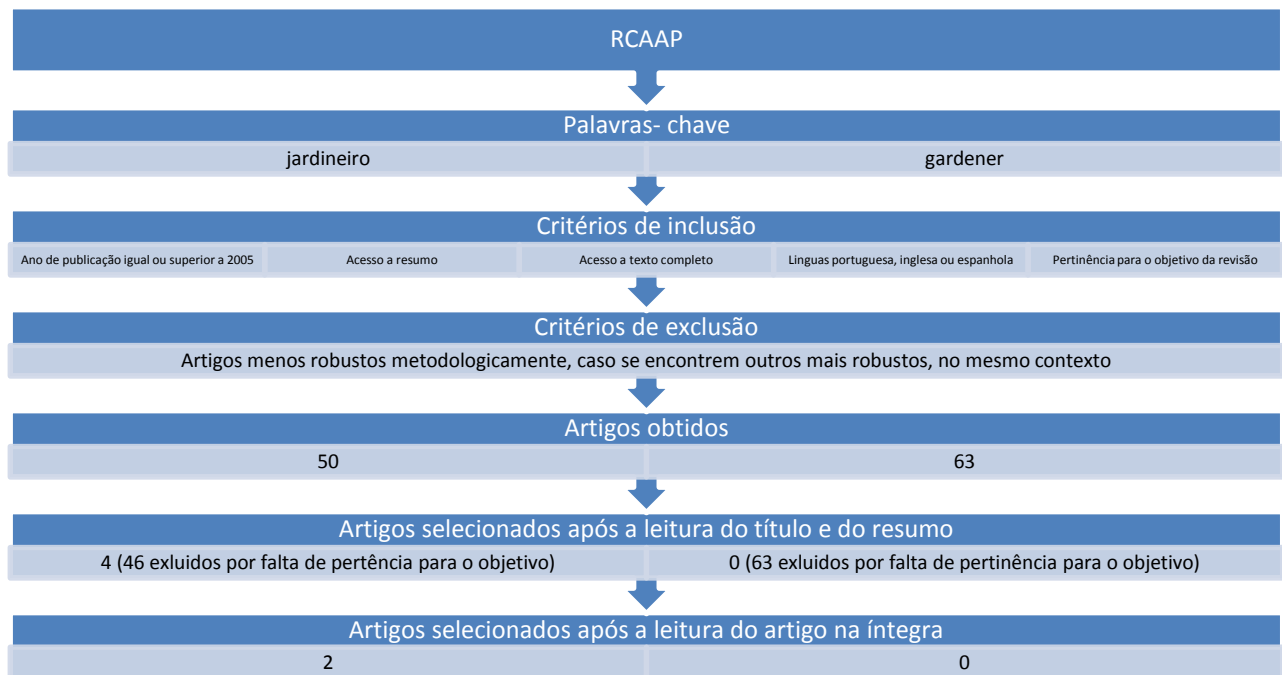 RCAAP
Palavras- chave
jardineiro
gardener
Critérios de inclusão
Ano de publicação igual ou superior a 2005
Acesso a resumo
Acesso a texto completo
Linguas portuguesa, inglesa ou espanhola
Pertinência para o objetivo da revisão
Critérios de exclusão
Artigos menos robustos metodologicamente, caso se encontrem outros mais robustos, no mesmo contexto
Artigos obtidos
50
63
Artigos selecionados após a leitura do título e do resumo
4 (46 exluidos por falta de pertência para o objetivo)
0 (63 exluidos por falta de pertinência para o objetivo)
Artigos selecionados após a leitura do artigo na íntegra
2
0